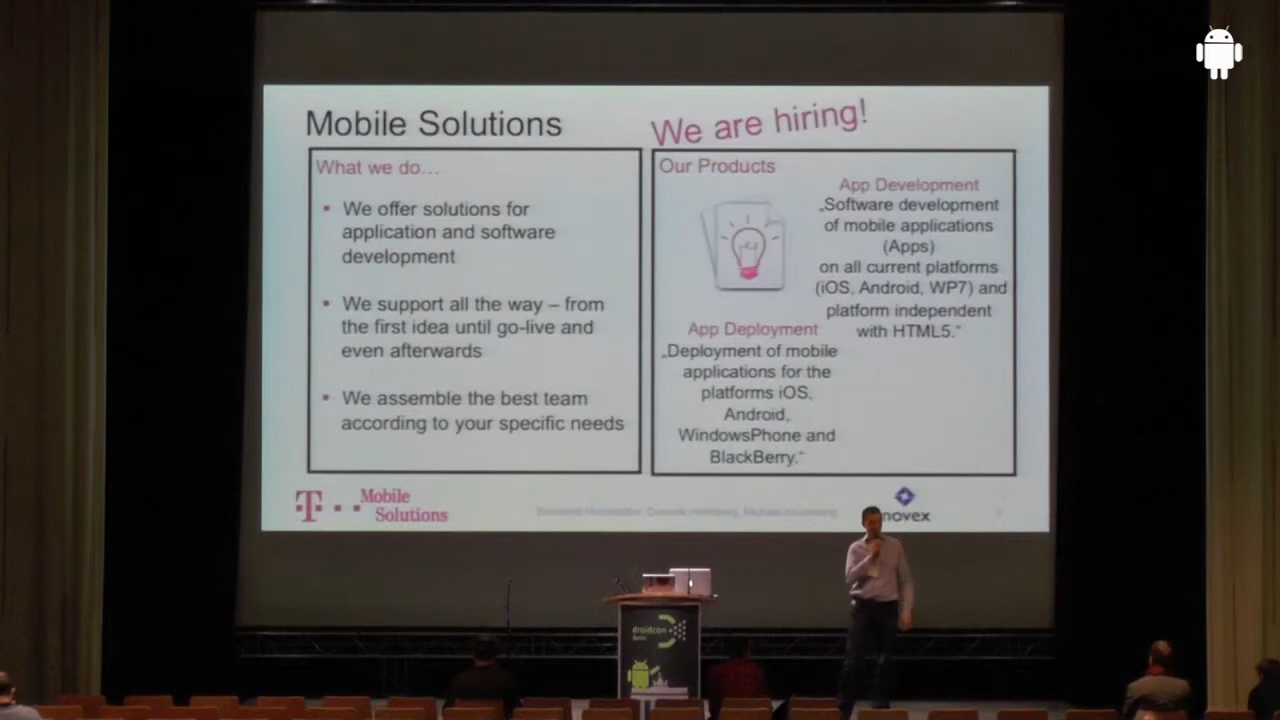 Mobile Solutions
We are hiring!
What we do…
▪ We offer solutions for
application and software
development
▪ We support all the way – from
the first idea until go-live and
even afterwards
▪ We assemble the best team
according to your specific needs
Our Products
App Development
„Software development
of mobile applications
(Apps)
on all current platforms
(iOS, Android, WP7) and
platform independent
with HTML5.“
App Deployment
„Deployment of mobile
applications for the
platforms iOS,
Android,
WindowsPhone and
BlackBerry.“
T Mobile
Solutions
novex
droidcon